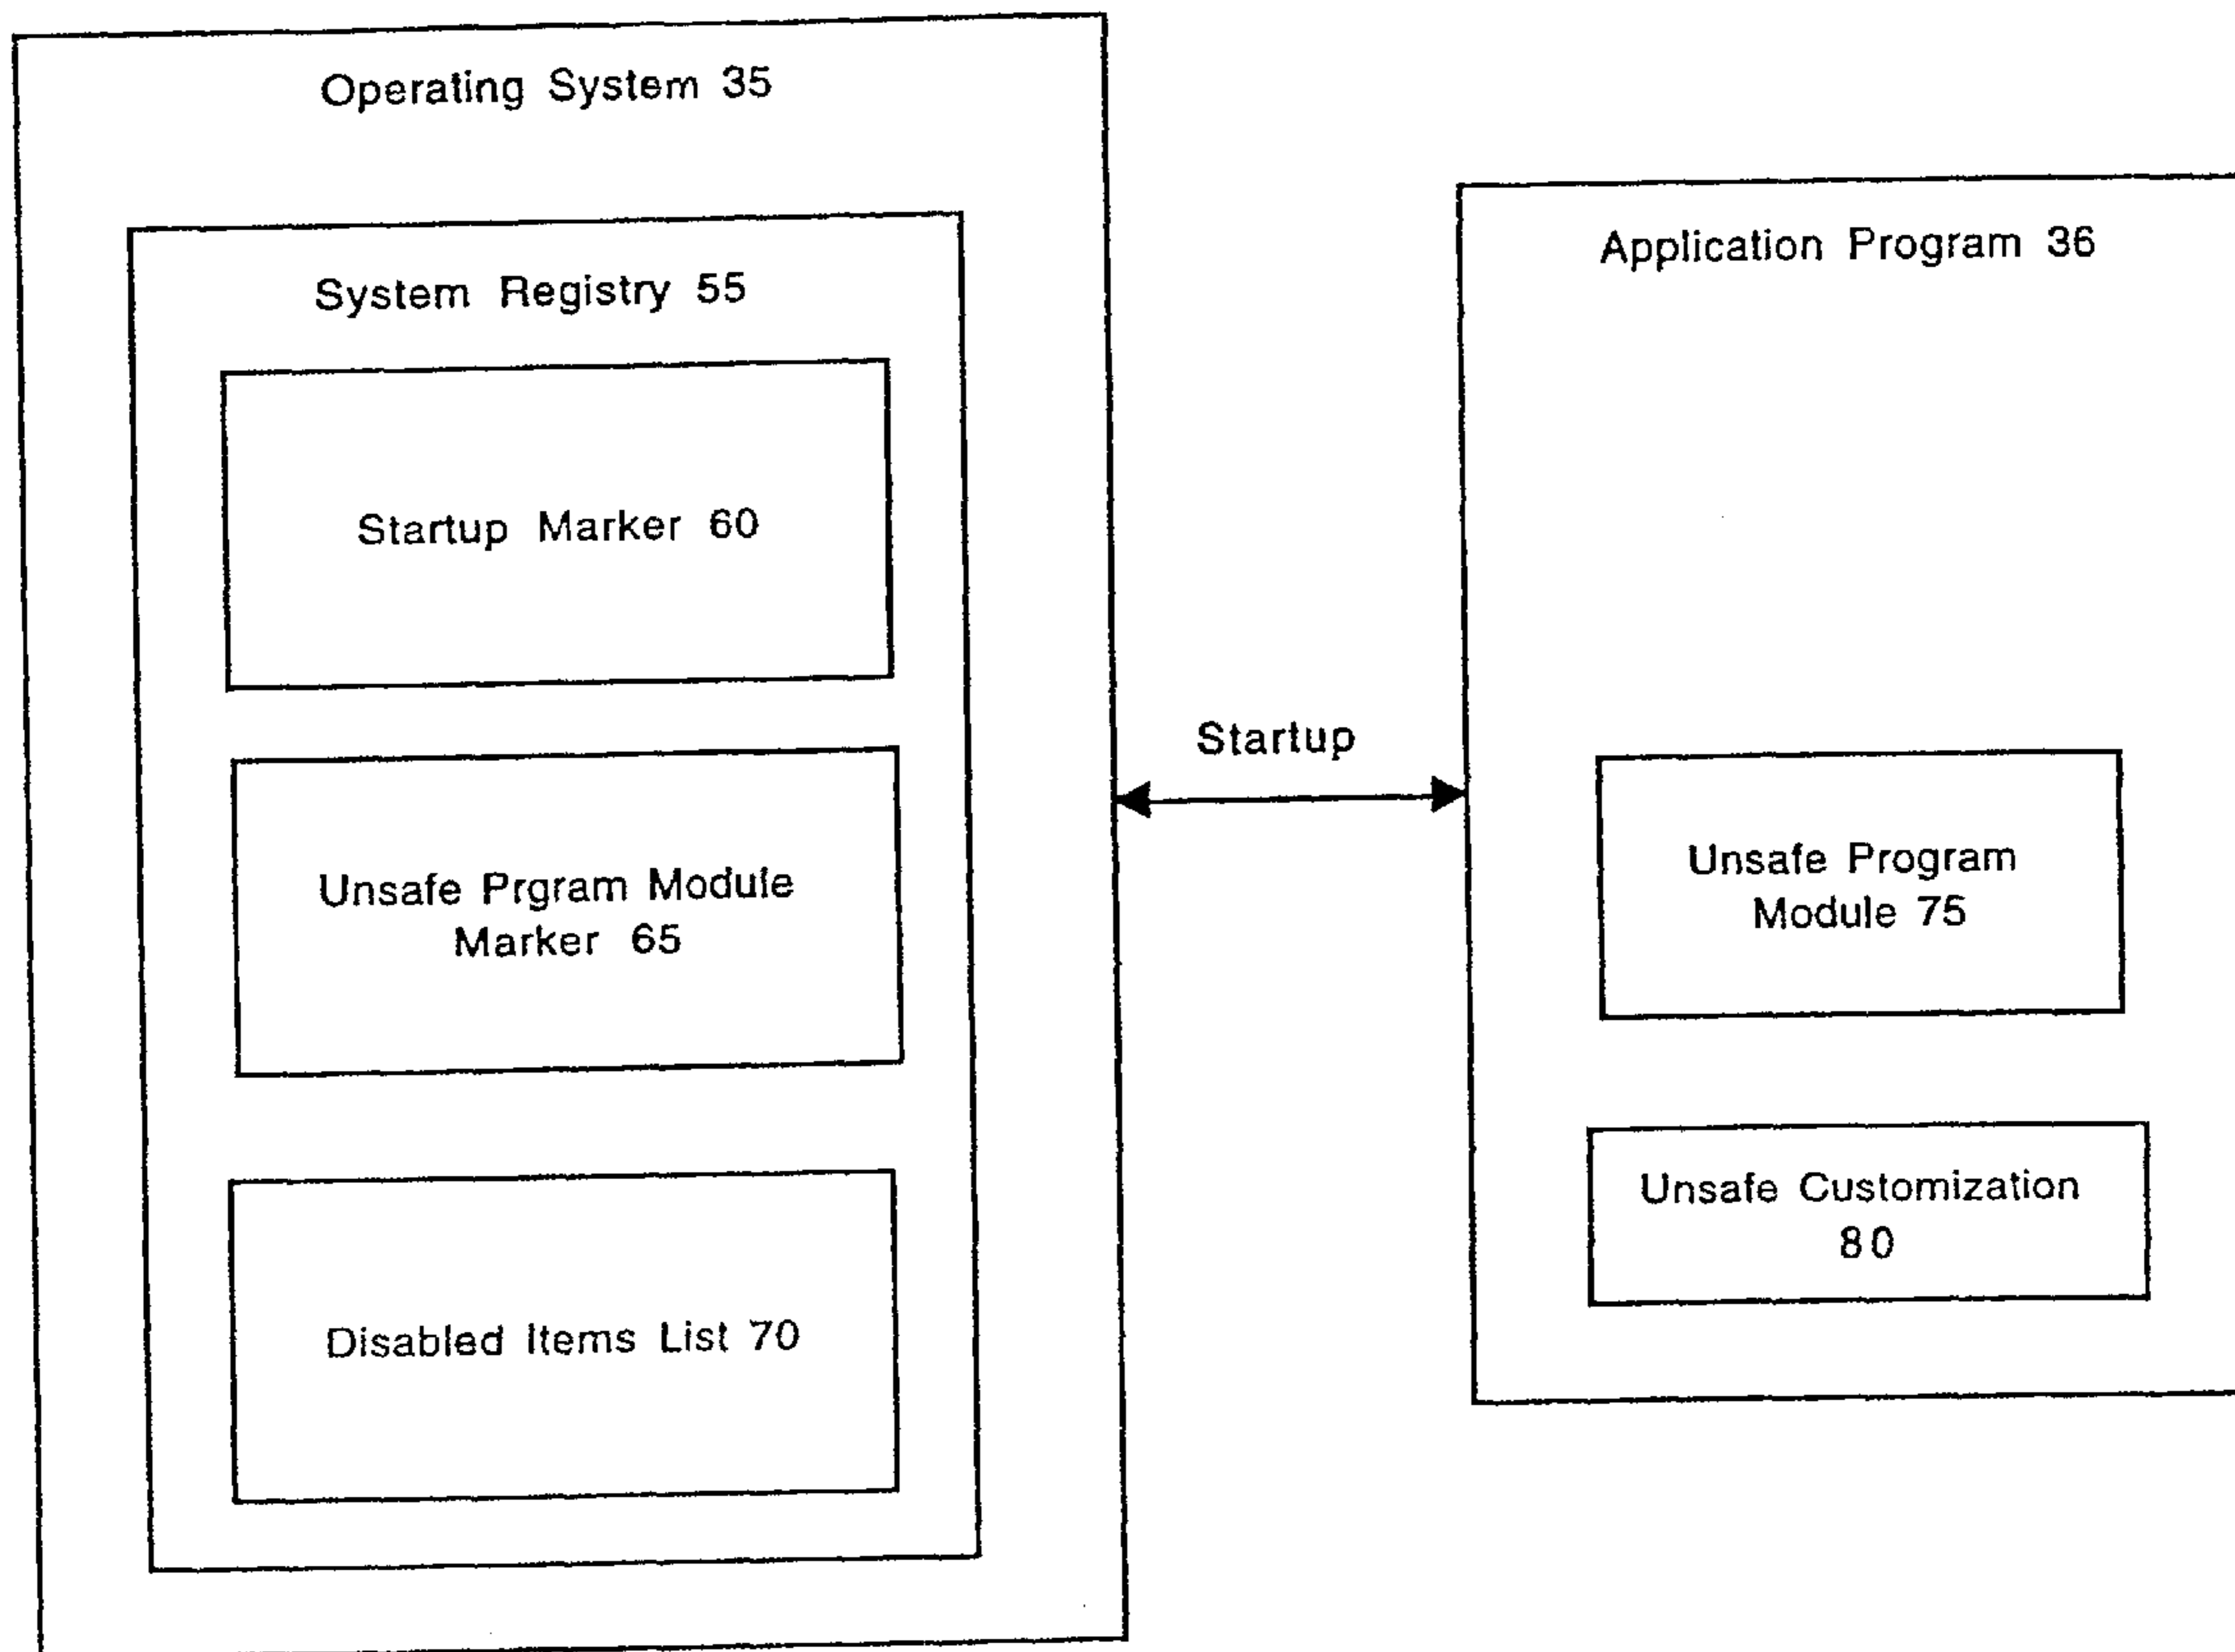 Operating System 35
System Registry 55
Startup Marker 60
Unsafe Prgram Module
Marker 65
Disabled Items List 70
Startup
Application Program 36
Unsafe Program
Module 75
Unsafe Customization
80